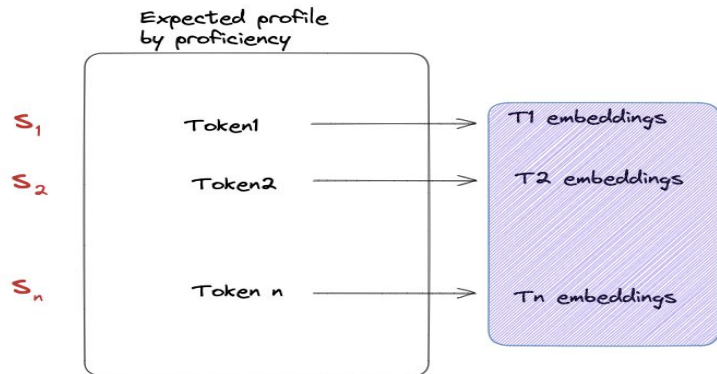 Expected profile
by proficiency
S1 Token1 T1 embeddings
S2 Token2 T2 embeddings
Sn Token n Tn embeddings